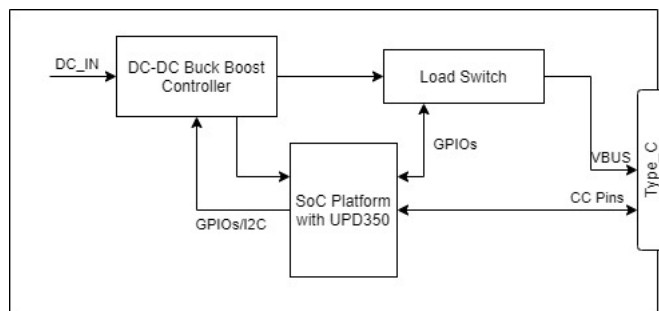 DC_IN
DC-DC Buck Boost
Controller
Load Switch
GPIOs
VBUS
Type_C
SoC Platform
with UPD350
CC Pins
GPIOs/I2C